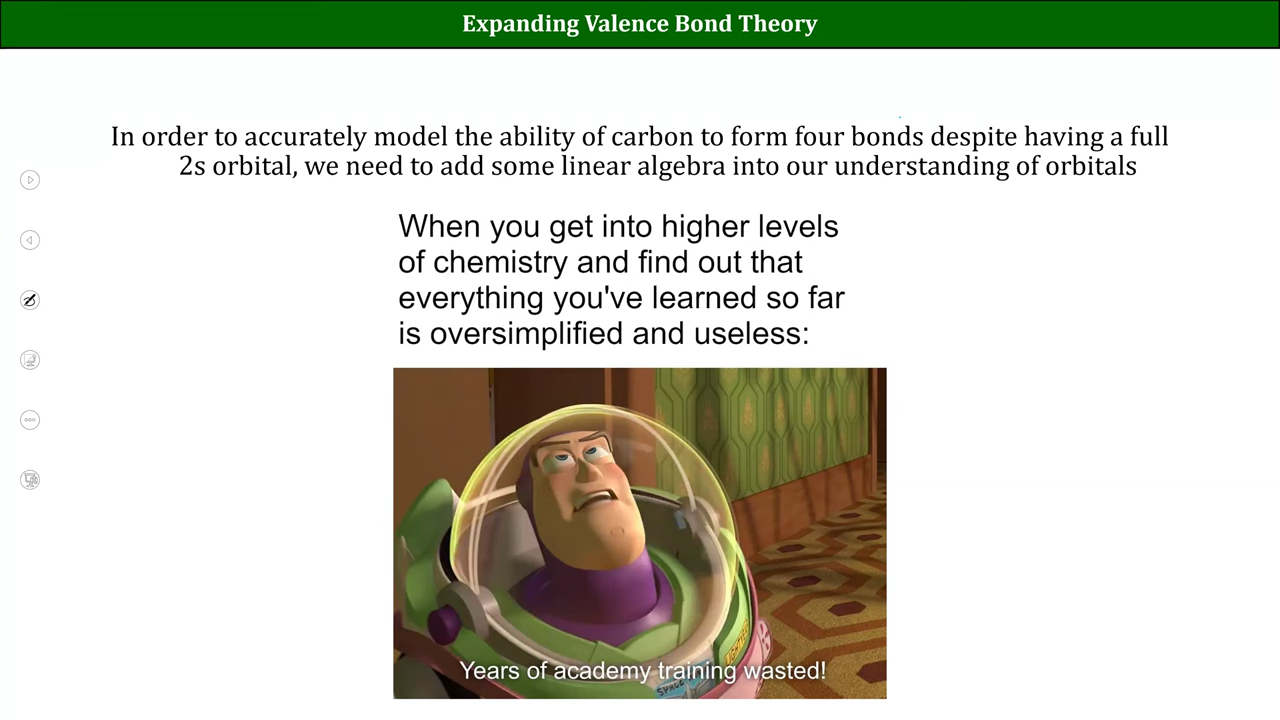 Expanding Valence Bond Theory
In order to accurately model the ability of carbon to form four bonds despite having a full
2s orbital, we need to add some linear algebra into our understanding of orbitals
When you get into higher levels
of chemistry and find out that
everything you've learned so far
is oversimplified and useless:
Years of academy training wasted!
SPACE